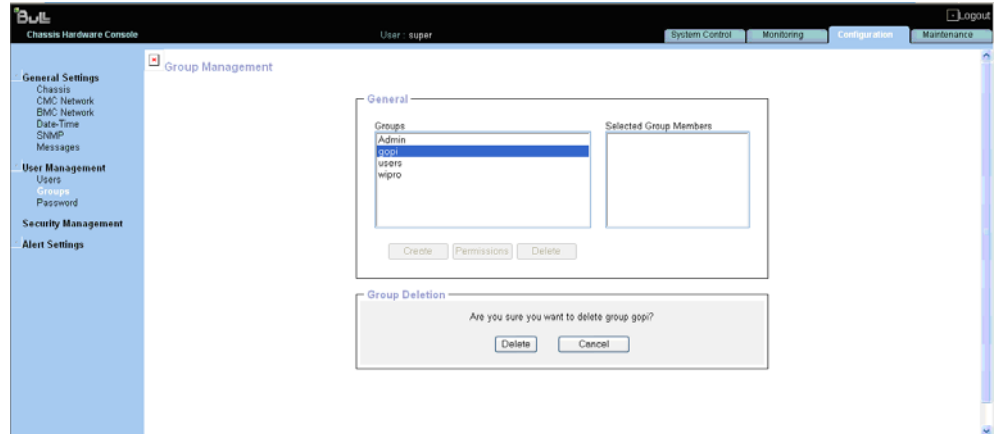 Bull
Logout
Chassis Hardware Console
User : super
System Control
Monitoring
Configuration
Maintenance
General Settings
Chassis
CMC Network
BMC Network
Date-Time
SNMP
Messages
User Management
Users
Groups
Password
Security Management
Alert Settings
Group Management
General
Groups
Admin
gopi
users
wipro
Selected Group Members
Create
Permissions
Delete
Group Deletion
Are you sure you want to delete group gopi?
Delete
Cancel